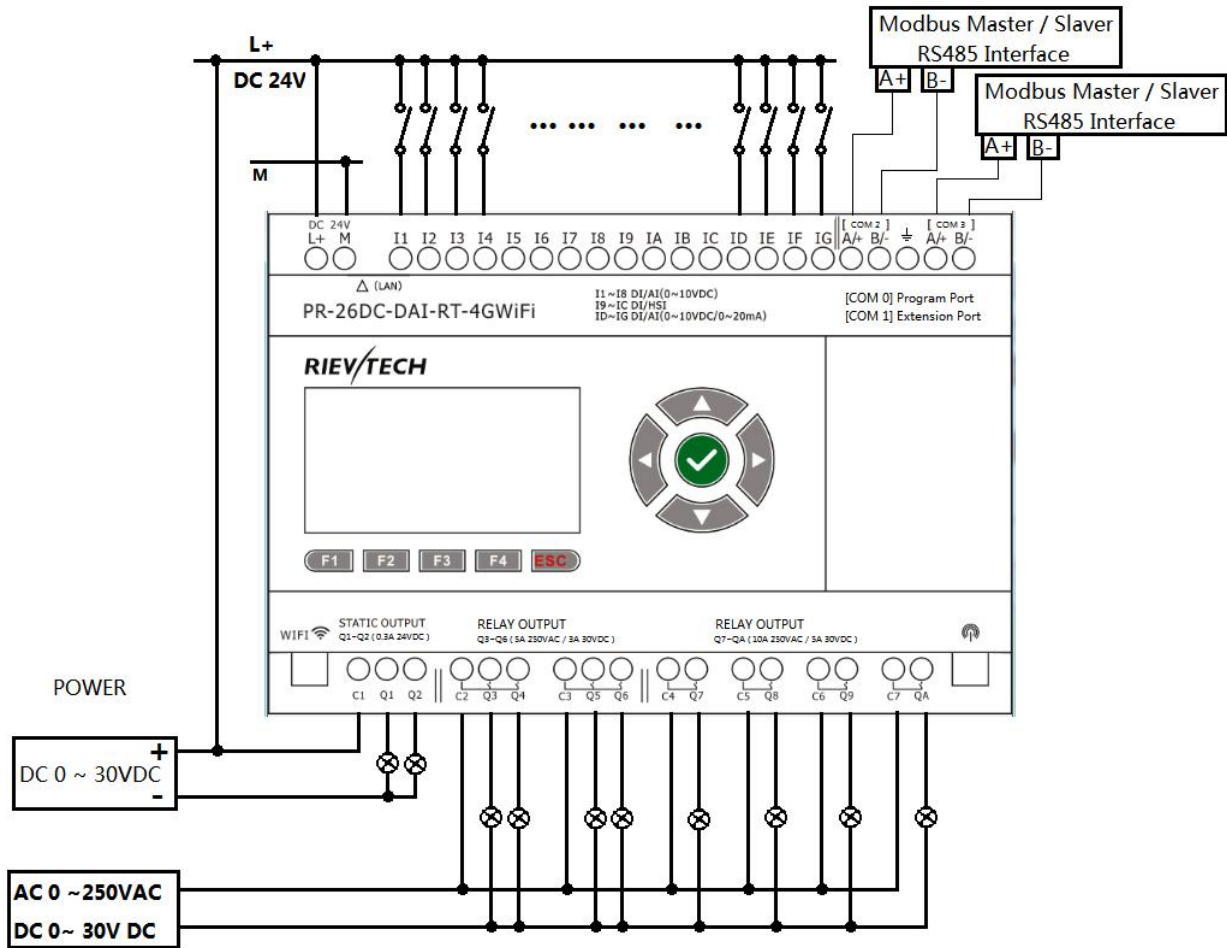 L+
DC 24V
M
Modbus Master / Slaver
RS485 Interface
A+ B-
Modbus Master / Slaver
RS485 Interface
A+ B-
... ... ... ...
DC 24V
L+ M I1 I2 I3 I4 I5 I6 I7 I8 I9 IA IB IC ID IE IF IG
[ COM 2 ] [ COM 3 ]
A/+ B/- A/+ B/-
(LAN)
PR-26DC-DAI-RT-4GWiFi
I1~I8 DI/AI(0~10VDC)
I9~IC DI/HSI
ID~IG DI/AI(0~10VDC/0~20mA)
[COM 0] Program Port
[COM 1] Extension Port
RIEVTECH
F1 F2 F3 F4 ESC
WIFI
STATIC OUTPUT
Q1~Q2 ( 0.3A 24VDC )
RELAY OUTPUT
Q3~Q6 ( 5A 250VAC / 3A 30VDC )
RELAY OUTPUT
Q7~QA (10A 250VAC / 5A 30VDC )
C1 Q1 Q2 C2 Q3 Q4 C3 Q5 Q6 C4 Q7 C5 Q8 C6 Q9 C7 QA
POWER
+
DC 0 ~ 30VDC
-
AC 0 ~250VAC
DC 0~ 30V DC